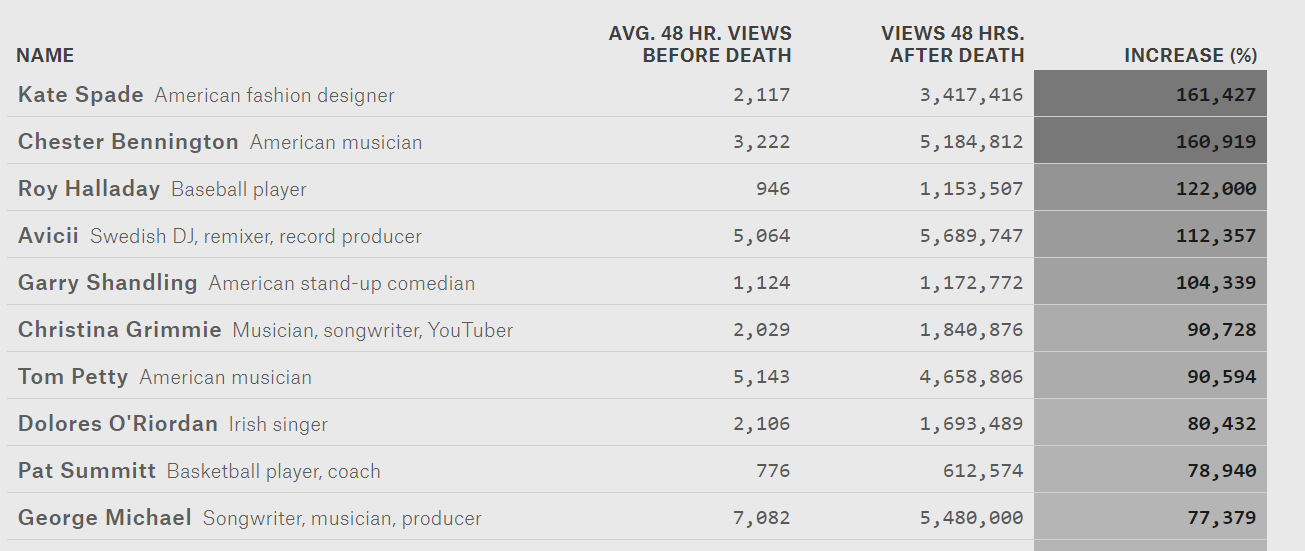 AVG. 48 HR. VIEWS VIEWS 48 HRS.
NAME BEFORE DEATH AFTER DEATH INCREASE (%)
Kate Spade American fashion designer 2,117 3,417,416 161,427
Chester Bennington American musician 3,222 5,184,812 160,919
Roy Halladay Baseball player 946 1,153,507 122,000
Avicii Swedish DJ, remixer, record producer 5,064 5,689,747 112,357
Garry Shandling American stand-up comedian 1,124 1,172,772 104,339
Christina Grimmie Musician, songwriter, YouTuber 2,029 1,840,876 90,728
Tom Petty American musician 5,143 4,658,806 90,594
Dolores O'Riordan Irish singer 2,106 1,693,489 80,432
Pat Summitt Basketball player, coach 776 612,574 78,940
George Michael Songwriter, musician, producer 7,082 5,480,000 77,379